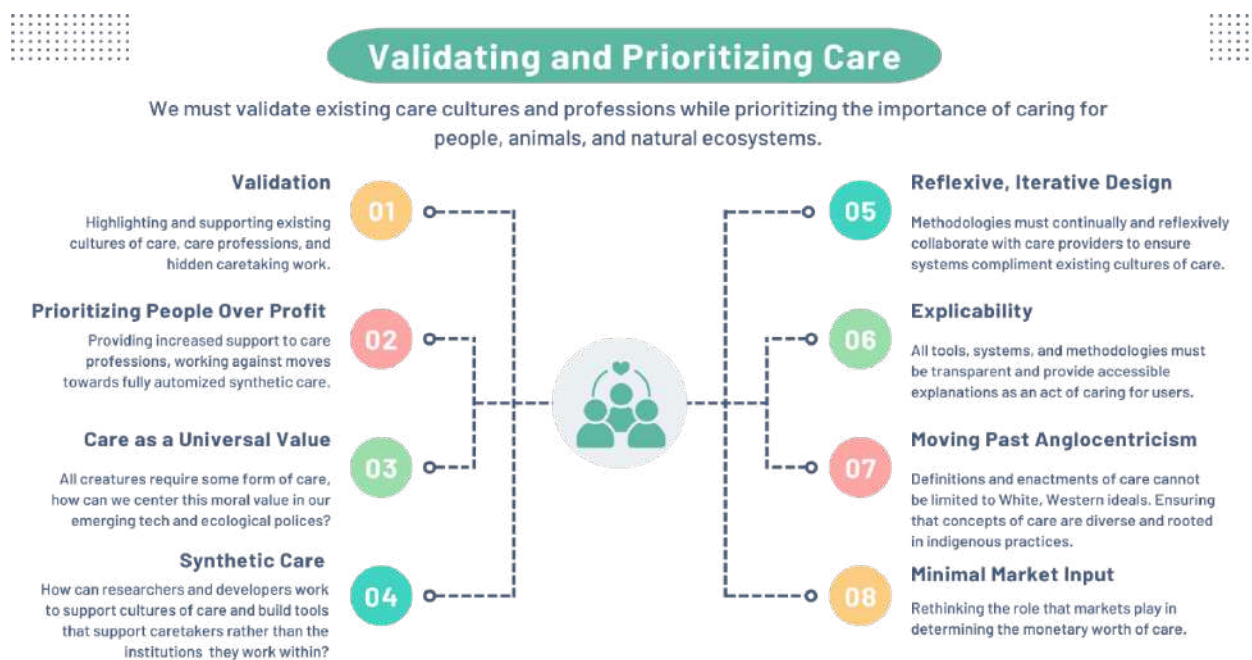 Validating and Prioritizing Care
We must validate existing care cultures and professions while prioritizing the importance of caring for
people, animals, and natural ecosystems.
Validation
01
Highlighting and supporting existing
cultures of care, care professions, and
hidden caretaking work.
Prioritizing People Over Profit
02
Providing increased support to care
professions, working against moves
towards fully automized synthetic care.
Care as a Universal Value
03
All creatures require some form of care,
how can we center this moral value in our
emerging tech and ecological polices?
Synthetic Care
04
How can researchers and developers work
to support cultures of care and build tools
that support caretakers rather than the
institutions they work within?
05
Reflexive, Iterative Design
Methodologies must continually and reflexively
collaborate with care providers to ensure
systems compliment existing cultures of care.
06
Explicability
All tools, systems, and methodologies must
be transparent and provide accessible
explanations as an act of caring for users.
07
Moving Past Anglocentricism
Definitions and enactments of care cannot
be limited to White, Western ideals. Ensuring
that concepts of care are diverse and rooted
in indigenous practices.
08
Minimal Market Input
Rethinking the role that markets play in
determining the monetary worth of care.